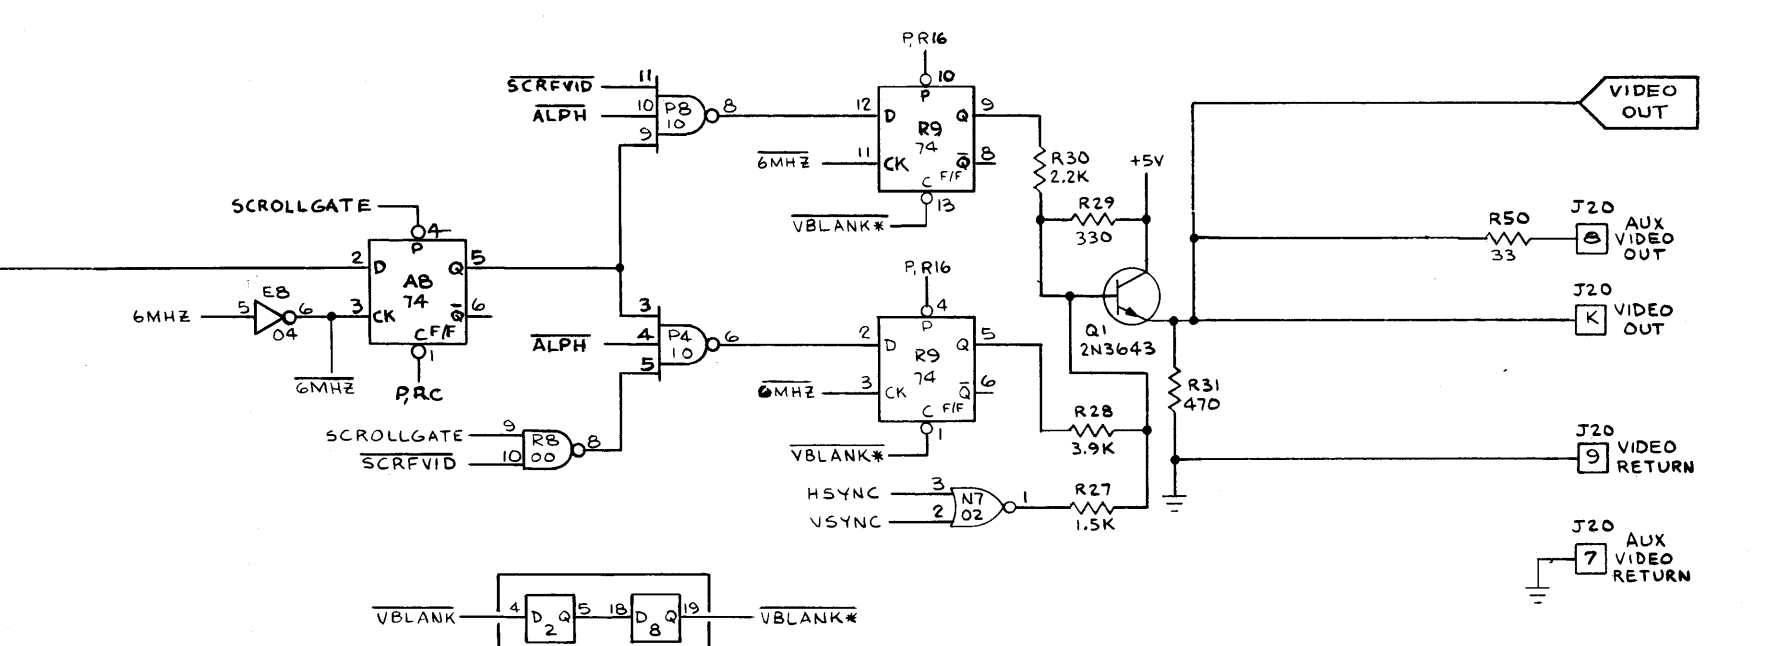 P,R16
10
P
SCRFVID
11
ALPH
10
P8
10
8
9
12
D
Q
9
R9
74
6MHZ
11
CK
Q
8
C
F/F
13
VBLANK*
R30
2.2K
+5V
R29
330
VIDEO
OUT
R50
33
J20
8
AUX
VIDEO
OUT
J20
K
VIDEO
OUT
Q1
2N3643
R31
470
J20
9
VIDEO
RETURN
J20
7
AUX
VIDEO
RETURN
SCROLLGATE
4
P
2
D
Q
5
A8
74
6MHZ
5
E8
6
04
3
CK
Q
6
C
F/F
1
6MHZ
P,RC
3
ALPH
4
P4
10
6
5
SCROLLGATE
9
R8
00
8
SCRFVID
10
P,R16
4
P
2
D
Q
5
R9
74
6MHZ
3
CK
Q
6
C
F/F
1
VBLANK*
R28
3.9K
HSYNC
3
N7
02
1
VSYNC
2
R27
1.5K
VBLANK
4
D
Q
2
5
18
D
Q
8
19
VBLANK*